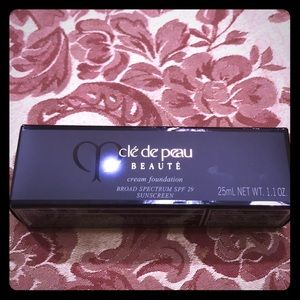 clé de peau
BEAUTÉ
cream foundation
BROAD SPECTRUM SPF 29
SUNSCREEN
25mL NET WT. 1.1 OZ